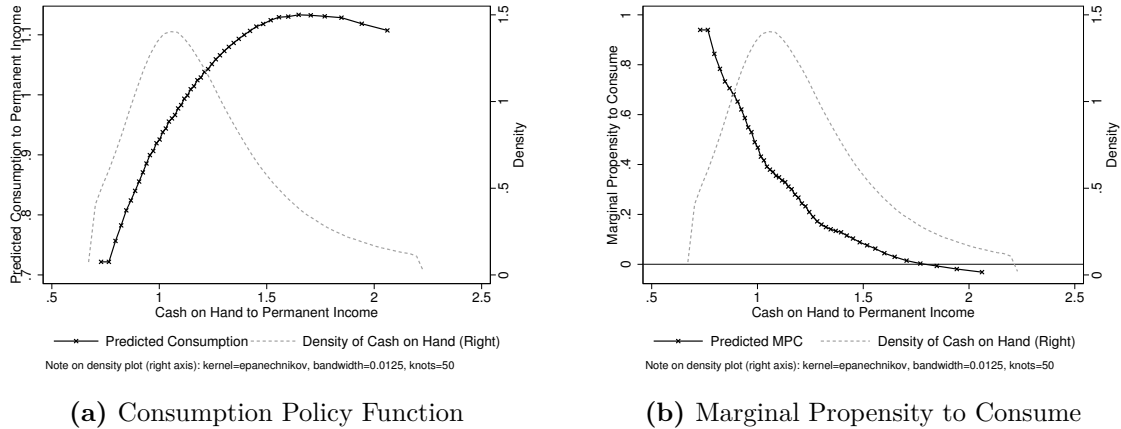 Predicted Consumption to Permanent Income
.7 .8 .9 1 1.1
0 .5 1 1.5
Density
.5 1 1.5 2 2.5
Cash on Hand to Permanent Income
Predicted Consumption Density of Cash on Hand (Right)
Note on density plot (right axis): kernel=epanechnikov, bandwidth=0.0125, knots=50
(a) Consumption Policy Function
Marginal Propensity to Consume
0 .2 .4 .6 .8 1
0 .5 1 1.5
Density
.5 1 1.5 2 2.5
Cash on Hand to Permanent Income
Predicted MPC Density of Cash on Hand (Right)
Note on density plot (right axis): kernel=epanechnikov, bandwidth=0.0125, knots=50
(b) Marginal Propensity to Consume